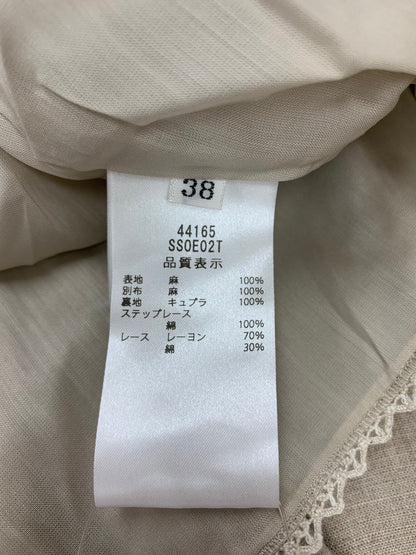 38
44165
SS0E02T
品質表示
表地 麻 100%
別布 麻 100%
裏地 キュプラ 100%
ステップレース
綿 100%
レース レーヨン 70%
綿 30%